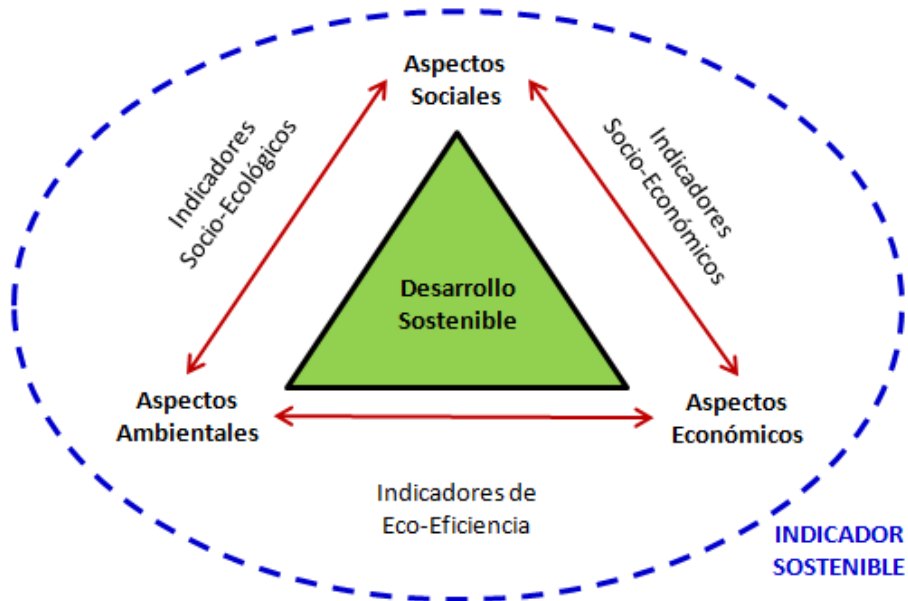 Aspectos
Sociales
Indicadores
Socio-Ecológicos
Indicadores
Socio-Económicos
Desarrollo
Sostenible
Aspectos
Ambientales
Aspectos
Económicos
Indicadores de
Eco-Eficiencia
INDICADOR
SOSTENIBLE